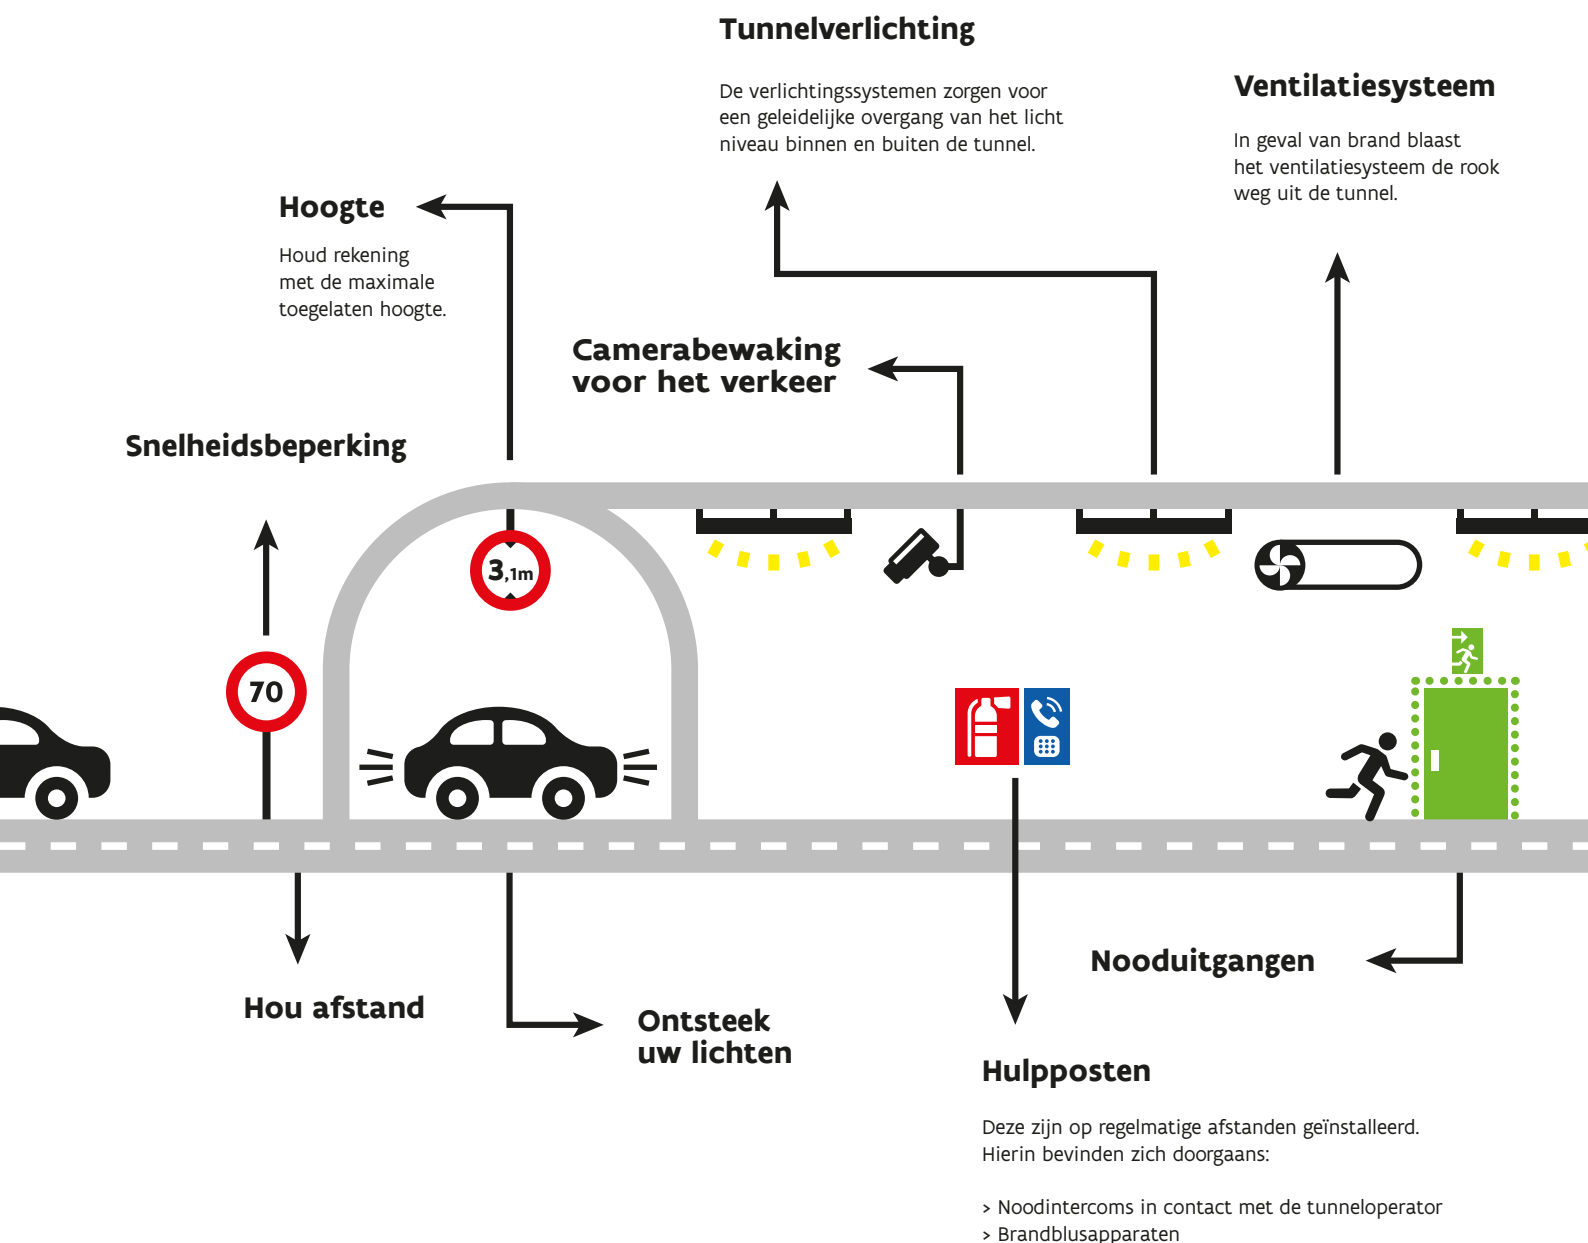 Tunnelverlichting
De verlichtingssystemen zorgen voor
een geleidelijke overgang van het licht
niveau binnen en buiten de tunnel.
Ventilatiesysteem
In geval van brand blaast
het ventilatiesysteem de rook
weg uit de tunnel.
Hoogte
Houd rekening
met de maximale
toegelaten hoogte.
Camerabewaking
voor het verkeer
Snelheidsbeperking
3,1m
70
Hou afstand
Ontsteek
uw lichten
Nooduitgangen
Hulpposten
Deze zijn op regelmatige afstanden geïnstalleerd.
Hierin bevinden zich doorgaans:
> Noodintercoms in contact met de tunneloperator
> Brandblusapparaten